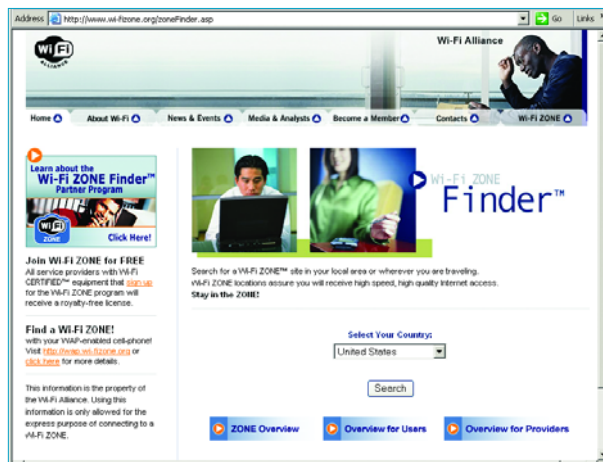 Address http://www.wi-fizone.org/zoneFinder.asp Go Links
Wi Fi
ALLIANCE
Wi-Fi Alliance
Home About Wi-Fi News & Events Media & Analysts Become a Member Contacts Wi-Fi ZONE
Learn about the
Wi-Fi ZONE Finder™
Partner Program
Wi Fi
ZONE
Click Here!
Join Wi-Fi ZONE for FREE
All service providers with Wi-Fi
CERTIFIED™ equipment that sign up
for the Wi-Fi ZONE program will
receive a royalty-free license.
Find a Wi-Fi ZONE!
with your WAP-enabled cell-phone!
Visit http://wap.wi-fizone.org or
click here for more details.
This information is the property of
the Wi-Fi Alliance. Using this
information is only allowed for the
express purpose of connecting to a
Wi-Fi ZONE.
Wi-Fi ZONE
Finder™
Search for a Wi-Fi ZONE™ site in your local area or wherever you are traveling.
Wi-Fi ZONE locations assure you will receive high speed, high quality Internet access.
Stay in the ZONE!
Select Your Country:
United States
Search
ZONE Overview Overview for Users Overview for Providers